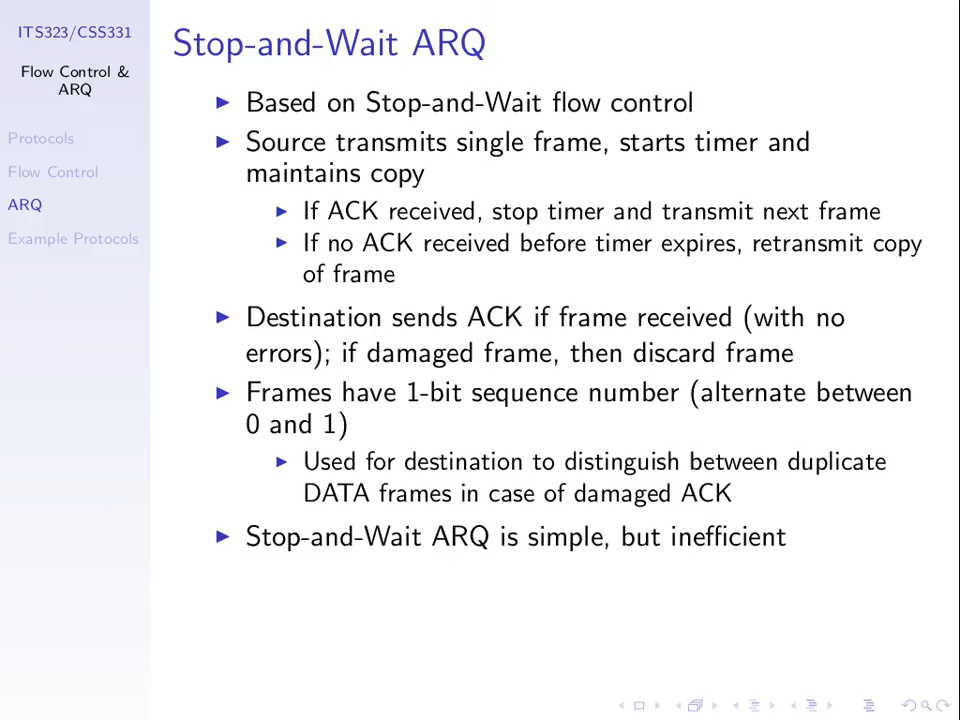 ITS323/CSS331
Flow Control &
ARQ
Protocols
Flow Control
ARQ
Example Protocols
Stop-and-Wait ARQ
Based on Stop-and-Wait flow control
Source transmits single frame, starts timer and
maintains copy
If ACK received, stop timer and transmit next frame
If no ACK received before timer expires, retransmit copy
of frame
Destination sends ACK if frame received (with no
errors); if damaged frame, then discard frame
Frames have 1-bit sequence number (alternate between
0 and 1)
Used for destination to distinguish between duplicate
DATA frames in case of damaged ACK
Stop-and-Wait ARQ is simple, but inefficient